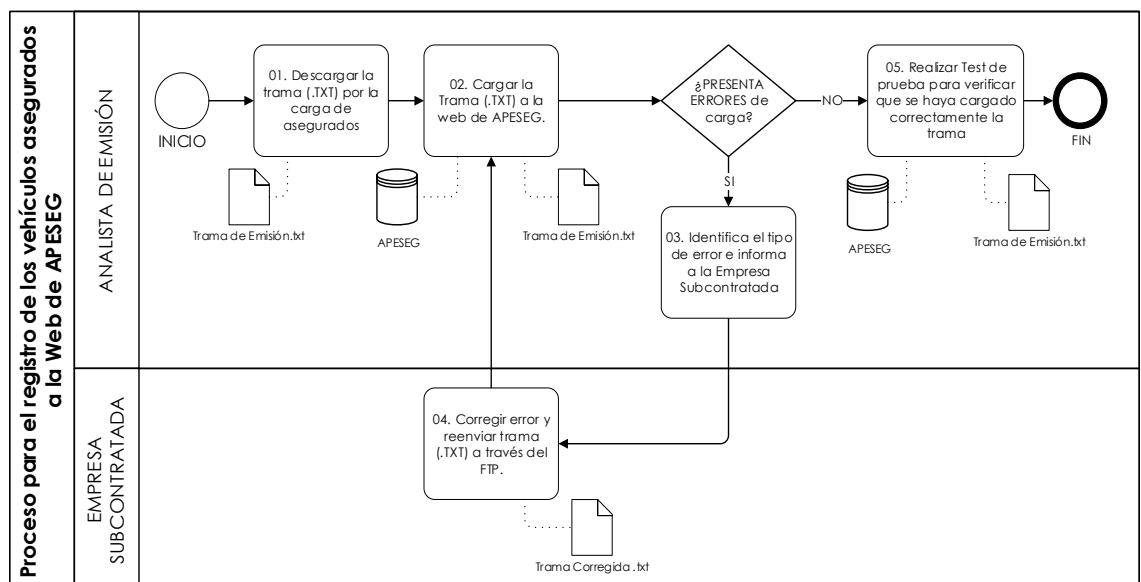 Proceso para el registro de los vehículos asegurados
a la Web de APESEG
ANALISTA DE EMISIÓN
INICIO
01. Descargar la
trama (.TXT) por la
carga de
asegurados
Trama de Emisión.txt
02. Cargar la
Trama (.TXT) a la
web de APESEG.
APESEG
Trama de Emisión.txt
¿PRESENTA
ERRORES de
carga?
NO
SI
03. Identifica el tipo
de error e informa
a la Empresa
Subcontratada
05. Realizar Test de
prueba para verificar
que se haya cargado
correctamente la
trama
APESEG
Trama de Emisión.txt
FIN
EMPRESA
SUBCONTRATADA
04. Corregir error y
reenviar trama
(.TXT) a través del
FTP.
Trama Corregida .txt